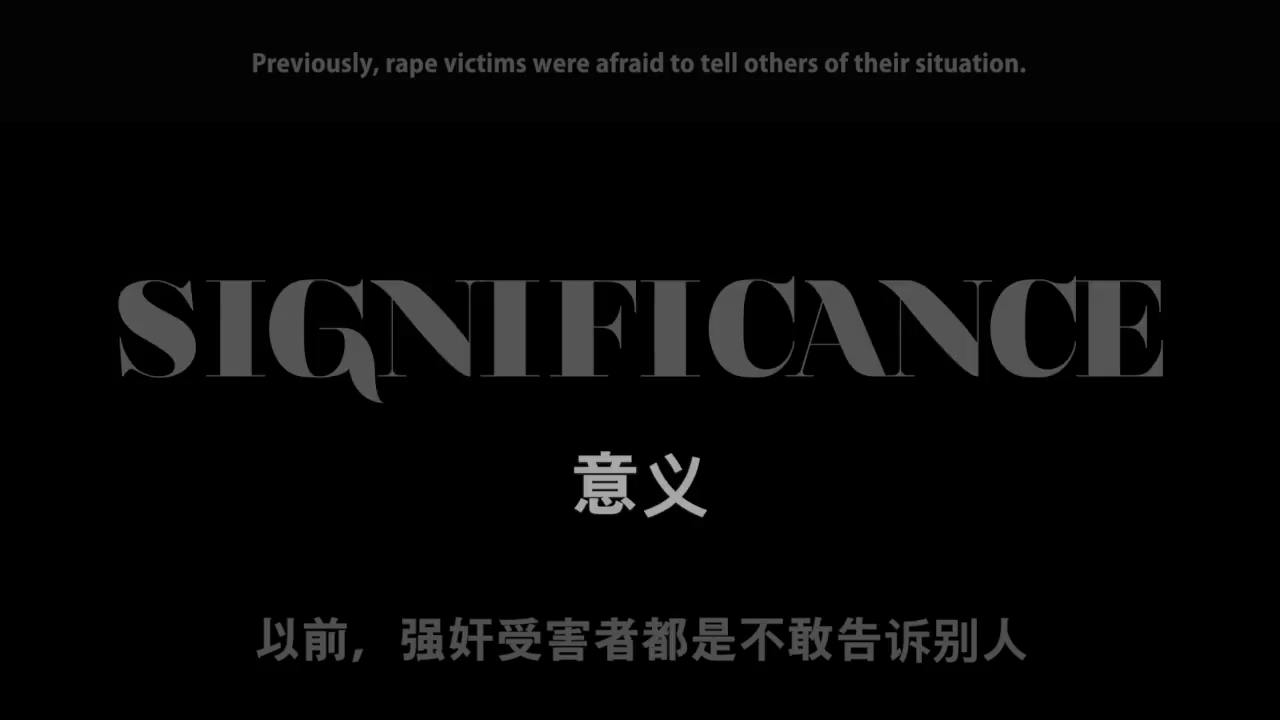 Previously, rape victims were afraid to tell others of their situation.
SIGNIFICANCE
意义
以前，强奸受害者都是不敢告诉别人